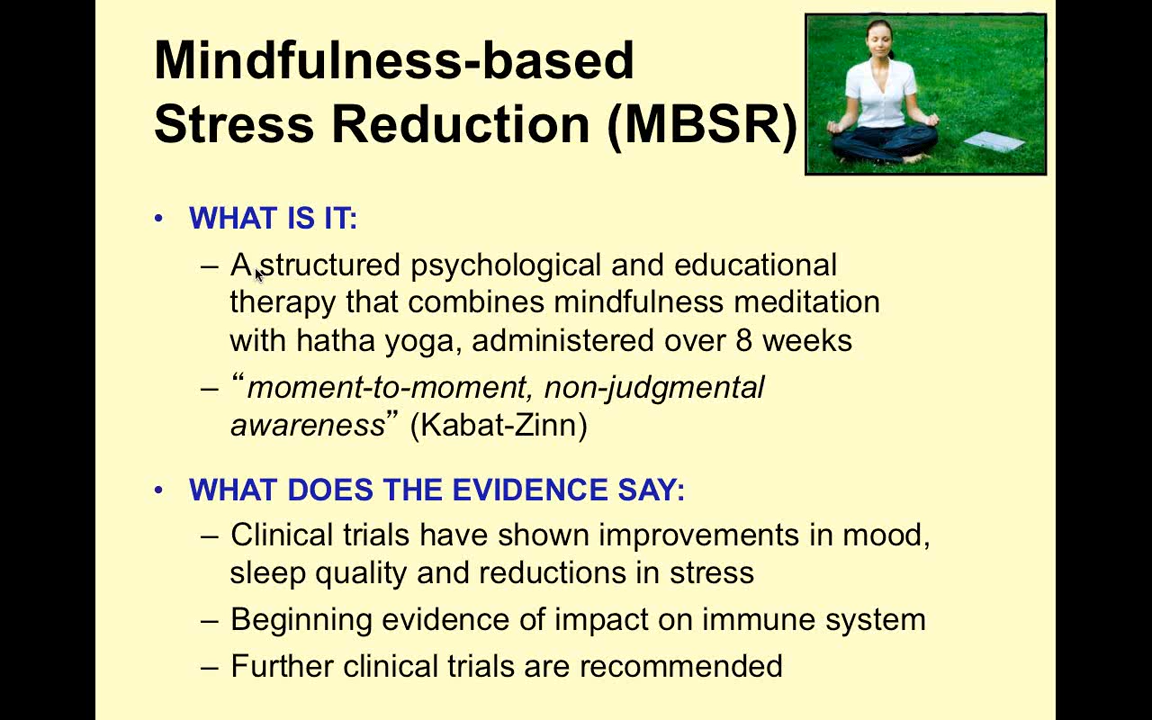 Mindfulness-based
Stress Reduction (MBSR)
• WHAT IS IT:
– A structured psychological and educational
therapy that combines mindfulness meditation
with hatha yoga, administered over 8 weeks
– “moment-to-moment, non-judgmental
awareness” (Kabat-Zinn)
• WHAT DOES THE EVIDENCE SAY:
– Clinical trials have shown improvements in mood,
sleep quality and reductions in stress
– Beginning evidence of impact on immune system
– Further clinical trials are recommended